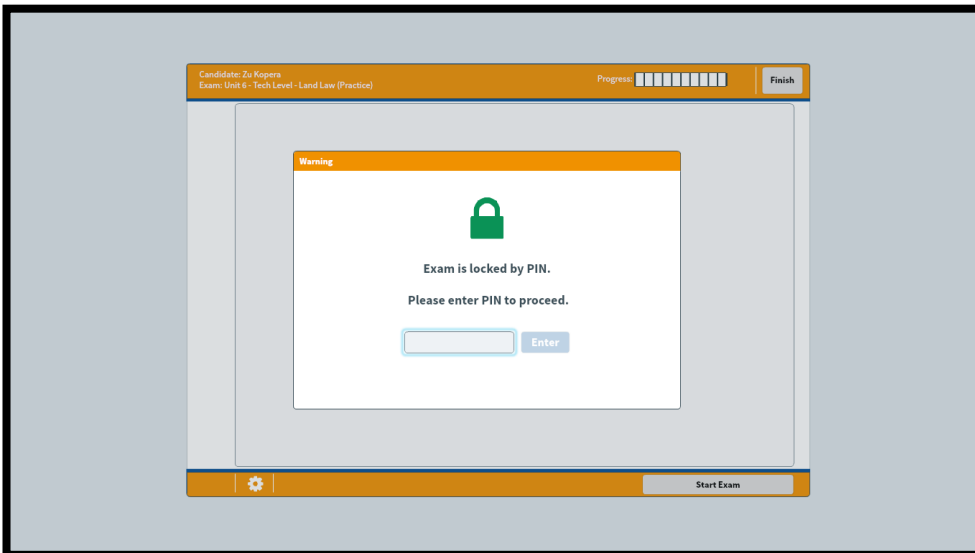 Candidate: Zu Kopera
Exam: Unit 6 - Tech Level - Land Law (Practice)
Progress:
Finish
Warning
Exam is locked by PIN.
Please enter PIN to proceed.
Enter
Start Exam